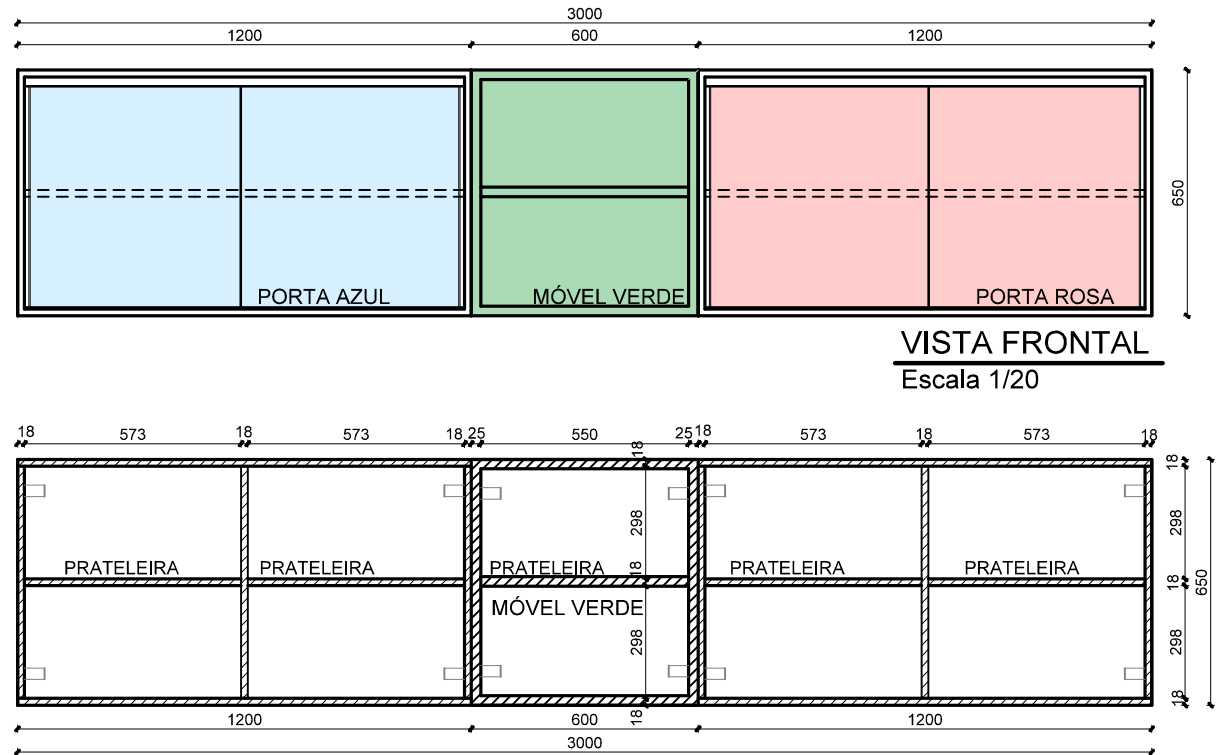 3000
1200 600 1200
650
PORTA AZUL MÓVEL VERDE PORTA ROSA
VISTA FRONTAL
Escala 1/20
18 573 18 573 18 25 550 25 18 573 18 573 18
18 18
298 298
PRATELEIRA PRATELEIRA PRATELEIRA PRATELEIRA PRATELEIRA
18 18 650
MÓVEL VERDE
298 298
18 18
1200 600 1200
3000